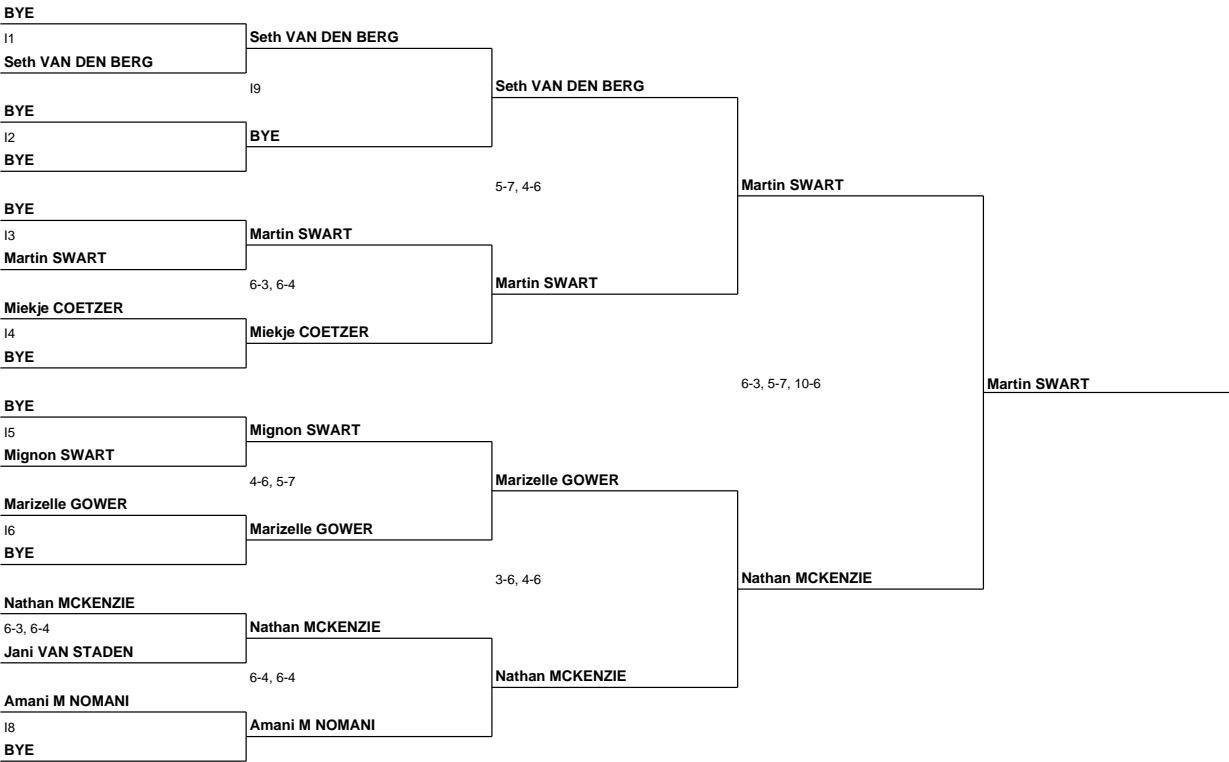 BYE
I1
Seth VAN DEN BERG
BYE
I2
BYE
BYE
I3
Martin SWART
Miekje COETZER
I4
BYE
BYE
I5
Mignon SWART
Marizelle GOWER
I6
BYE
Nathan MCKENZIE
6-3, 6-4
Jani VAN STADEN
Amani M NOMANI
I8
BYE
Seth VAN DEN BERG
I9
BYE
Martin SWART
6-3, 6-4
Miekje COETZER
Mignon SWART
4-6, 5-7
Marizelle GOWER
Nathan MCKENZIE
6-4, 6-4
Amani M NOMANI
Seth VAN DEN BERG
5-7, 4-6
Martin SWART
Marizelle GOWER
3-6, 4-6
Nathan MCKENZIE
Martin SWART
6-3, 5-7, 10-6
Nathan MCKENZIE
Martin SWART